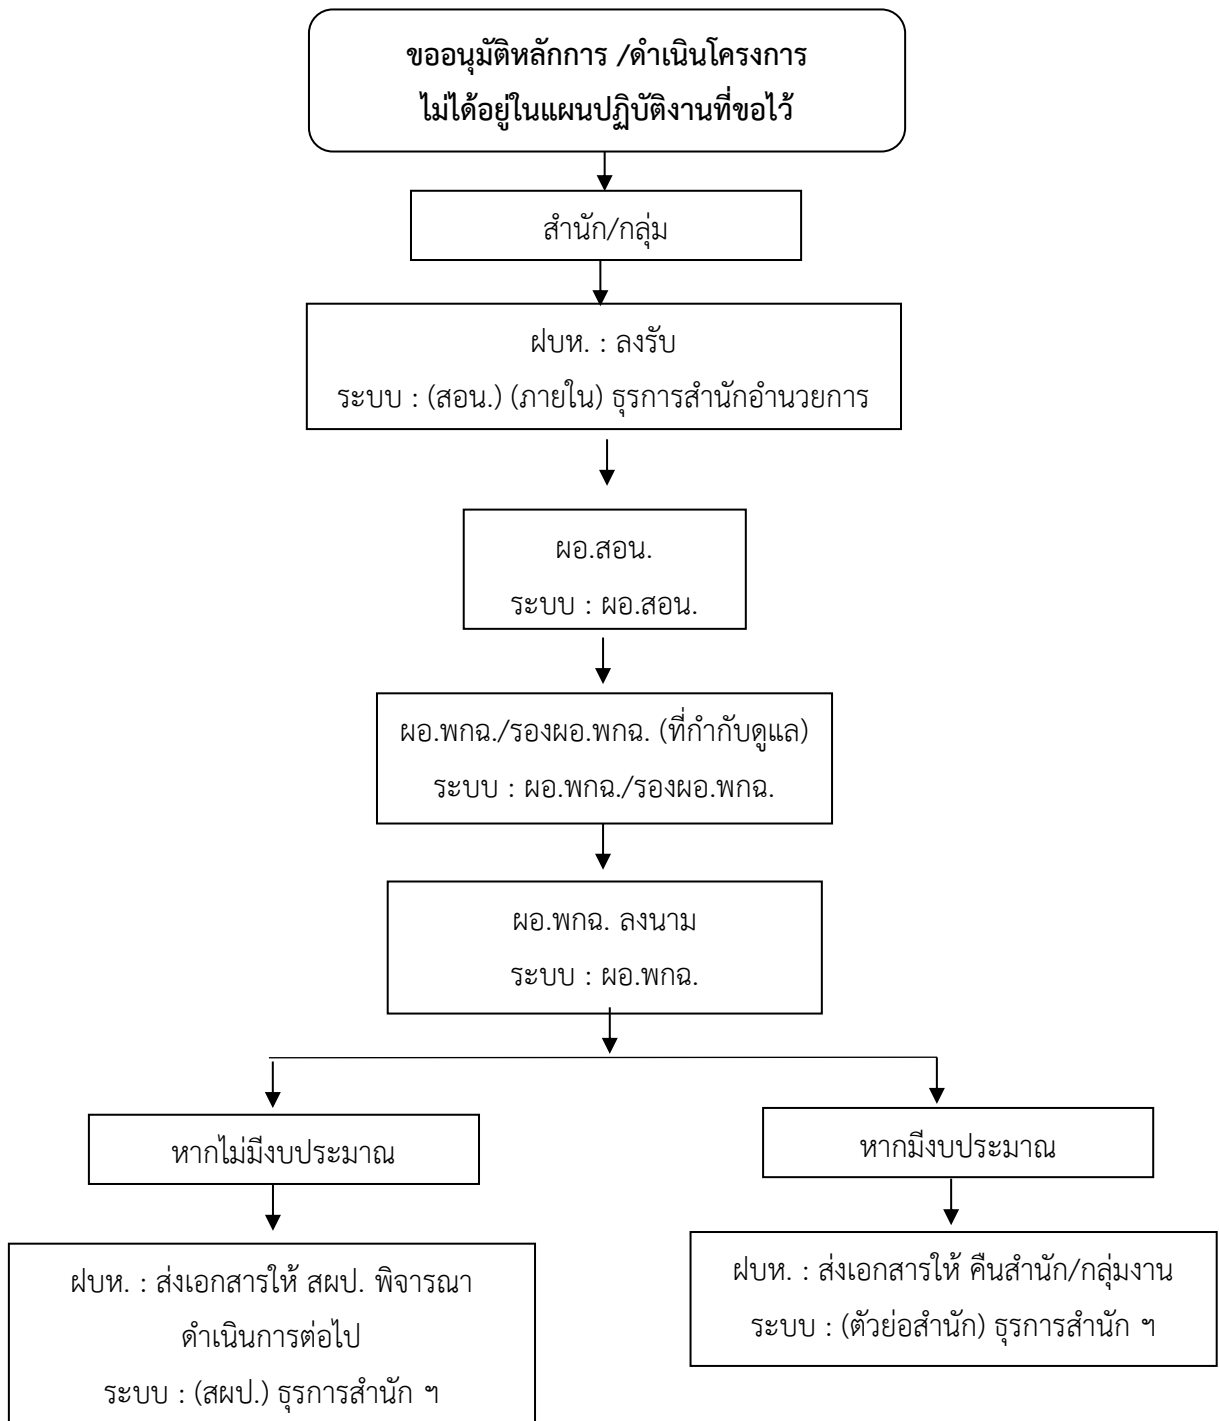 ขออนุมัติหลักการ /ดำเนินโครงการ
ไม่ได้อยู่ในแผนปฏิบัติงานที่ขอไว้
สำนัก/กลุ่ม
ฝบห. : ลงรับ
ระบบ : (สอน.) (ภายใน) ธุรการสำนักอำนวยการ
ผอ.สอน.
ระบบ : ผอ.สอน.
ผอ.พกฉ./รองผอ.พกฉ. (ที่กำกับดูแล)
ระบบ : ผอ.พกฉ./รองผอ.พกฉ.
ผอ.พกฉ. ลงนาม
ระบบ : ผอ.พกฉ.
หากไม่มีงบประมาณ
ฝบห. : ส่งเอกสารให้ สผป. พิจารณา
ดำเนินการต่อไป
ระบบ : (สผป.) ธุรการสำนัก ฯ
หากมีงบประมาณ
ฝบห. : ส่งเอกสารให้ คืนสำนัก/กลุ่มงาน
ระบบ : (ตัวย่อสำนัก) ธุรการสำนัก ฯ